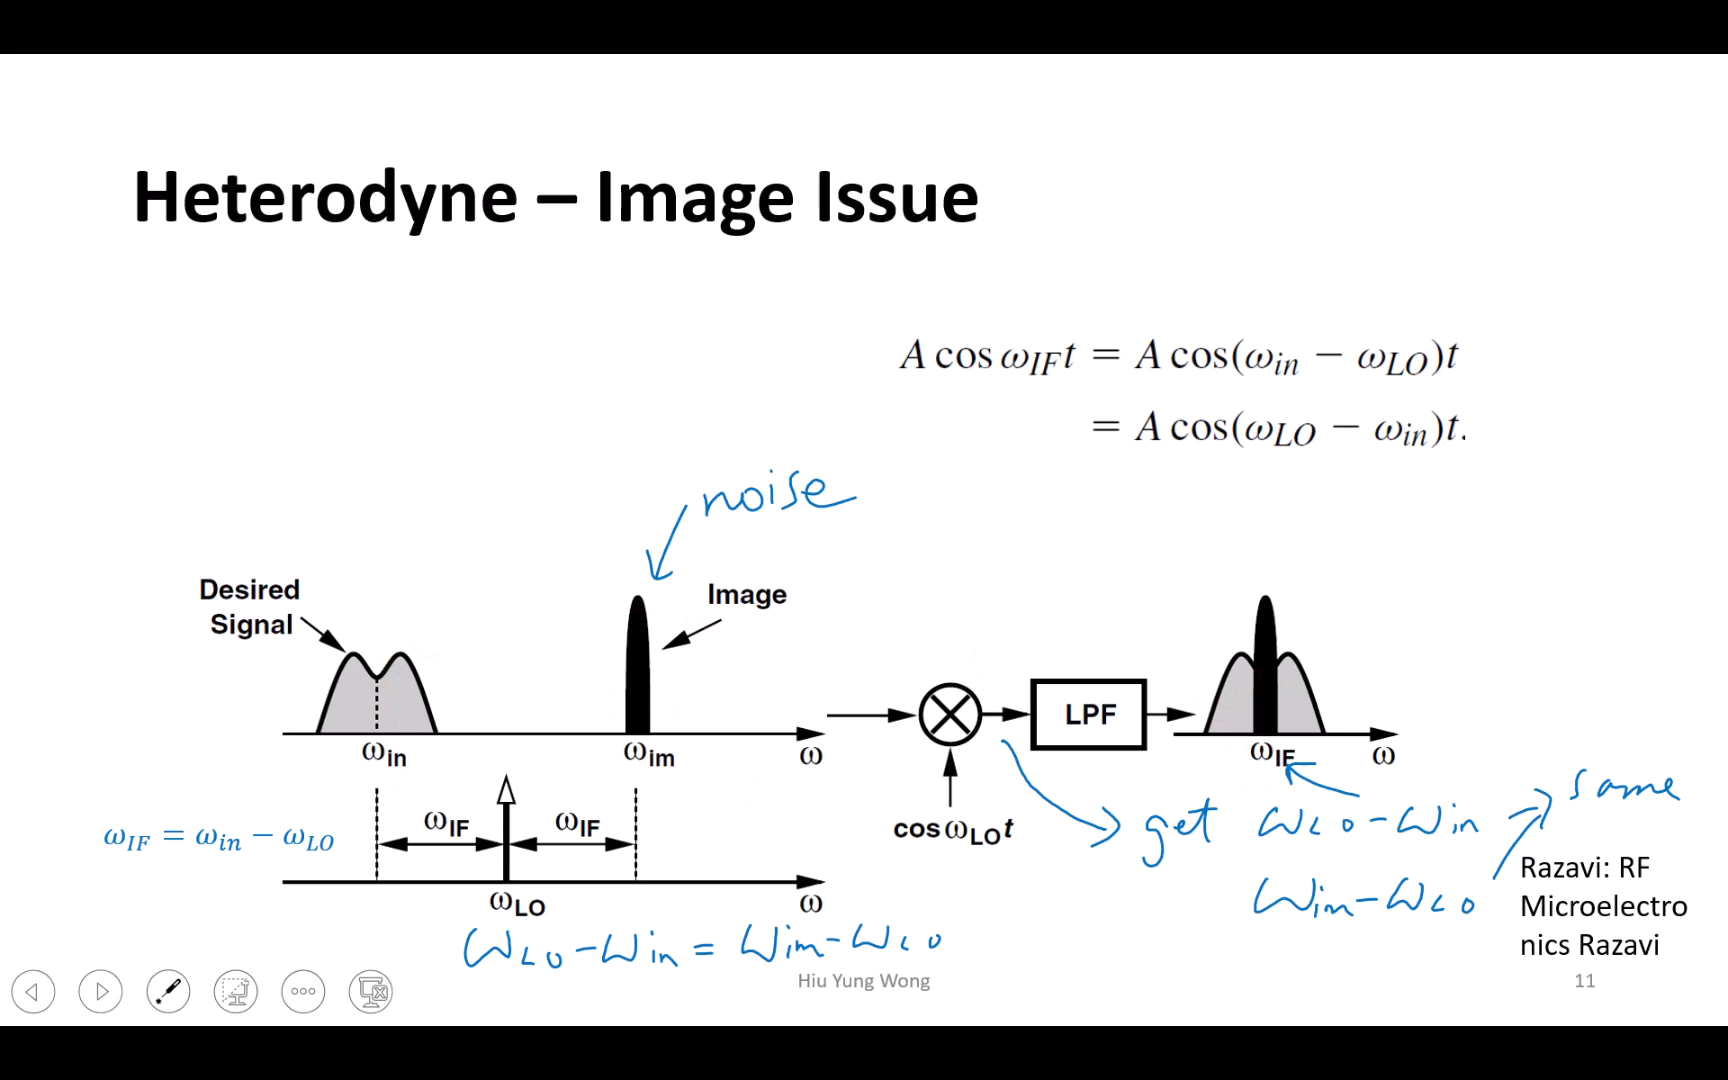 Heterodyne – Image Issue
A cos ω_IF t = A cos(ω_in − ω_LO)t
= A cos(ω_LO − ω_in)t.
noise
Desired
Signal
Image
ω_in
ω_im
ω
LPF
ω_IF
ω
ω_IF = ω_in − ω_LO
ω_IF
ω_IF
cos ω_LO t
get ω_LO − ω_in
same
ω_im − ω_LO
ω_LO
ω
ω_LO − ω_in = ω_im − ω_LO
Razavi: RF
Microelectro
nics Razavi
Hiu Yung Wong
11